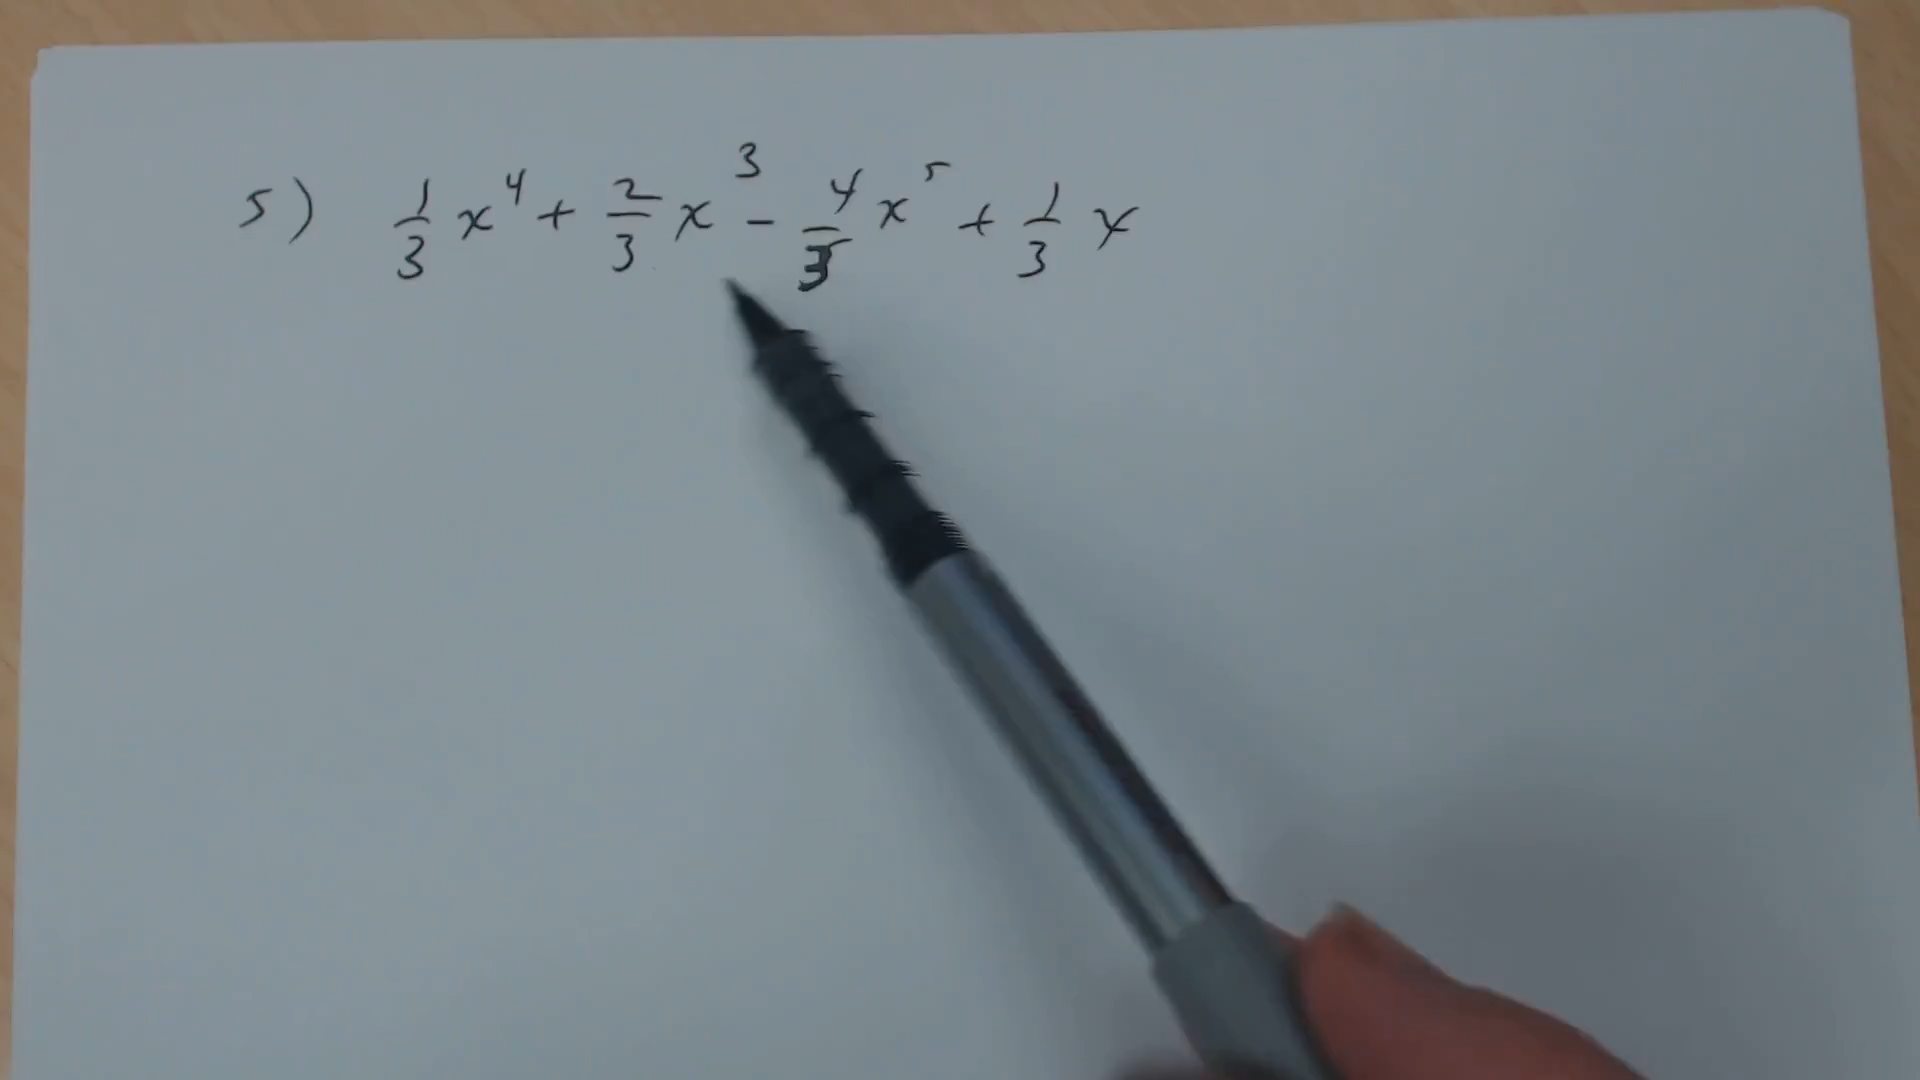 5) 1/3 x^4 + 2/3 x^3 - 4/3 x^5 + 1/3 x